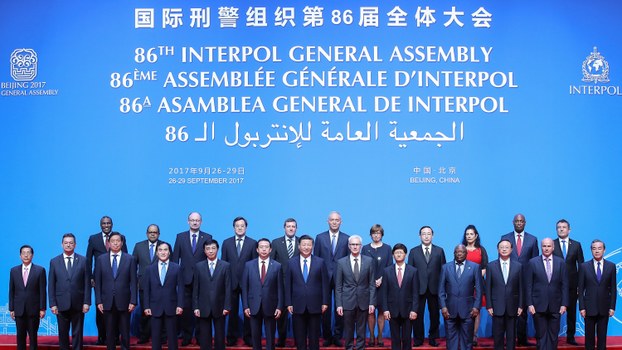 国际刑警组织第86届全体大会
86TH INTERPOL GENERAL ASSEMBLY
86ÈME ASSEMBLÉE GÉNÉRALE D'INTERPOL
86A ASAMBLEA GENERAL DE INTERPOL
الجمعية العامة للإنتربول الـ 86
BEIJING 2017
GENERAL ASSEMBLY
INTERPOL
2017年9月26-29日
26-29 SEPTEMBER 2017
中国·北京
BEIJING, CHINA